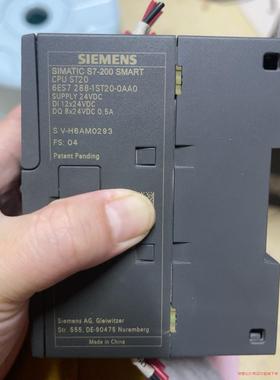 SIEMENS
SIMATIC S7-200 SMART
CPU ST20
6ES7 288-1ST20-0AA0
SUPPLY 24VDC
DI 12x24VDC
DQ 8x24VDC 0.5A
S V-H6AM0293
FS: 04
Patent Pending
Siemens AG, Gleiwitzer
Str. 555, DE-90475 Nuremberg
Made in China